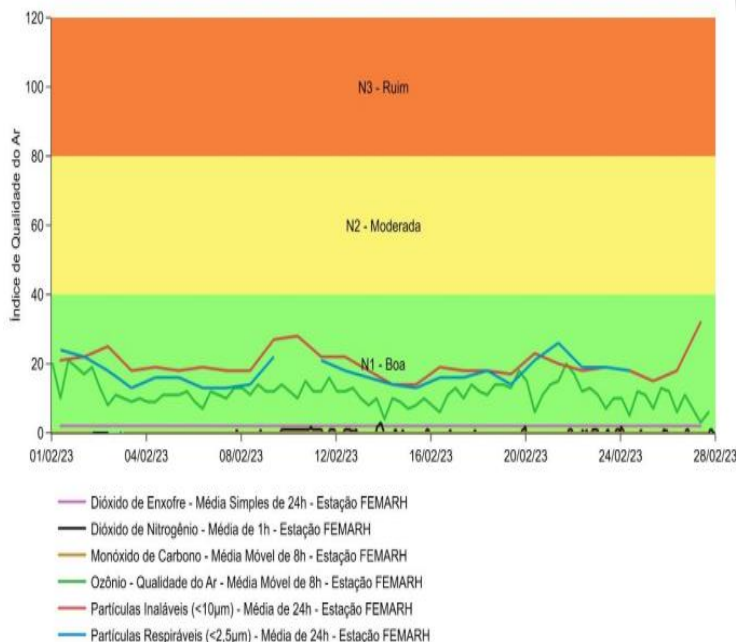 120
100
N3 - Ruim
80
Índice de Qualidade do Ar
60
N2 - Moderada
40
20
N1 - Boa
0
01/02/23 04/02/23 08/02/23 12/02/23 16/02/23 20/02/23 24/02/23 28/02/23
Dióxido de Enxofre - Média Simples de 24h - Estação FEMARH
Dióxido de Nitrogênio - Média de 1h - Estação FEMARH
Monóxido de Carbono - Média Móvel de 8h - Estação FEMARH
Ozônio - Qualidade do Ar - Média Móvel de 8h - Estação FEMARH
Partículas Inaláveis (<10µm) - Média de 24h - Estação FEMARH
Partículas Respiráveis (<2,5µm) - Média de 24h - Estação FEMARH